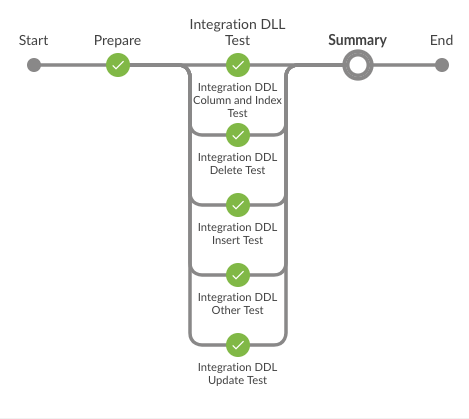 Integration DLL
Start Prepare Test Summary End
Integration DDL
Column and Index
Test
Integration DDL
Delete Test
Integration DDL
Insert Test
Integration DDL
Other Test
Integration DDL
Update Test